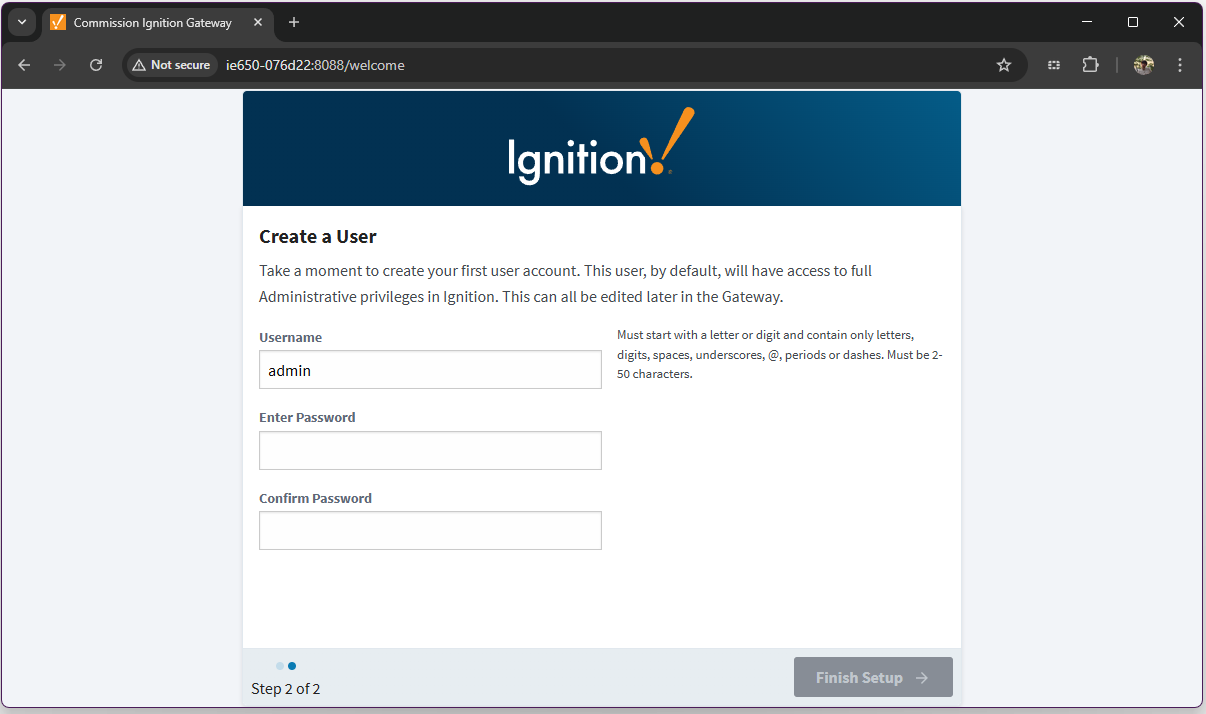 Commission Ignition Gateway
Not secure
ie650-076d22:8088/welcome
Ignition!
Create a User
Take a moment to create your first user account. This user, by default, will have access to full
Administrative privileges in Ignition. This can all be edited later in the Gateway.
Username
Must start with a letter or digit and contain only letters,
digits, spaces, underscores, @, periods or dashes. Must be 2-
50 characters.
admin
Enter Password
Confirm Password
Step 2 of 2
Finish Setup